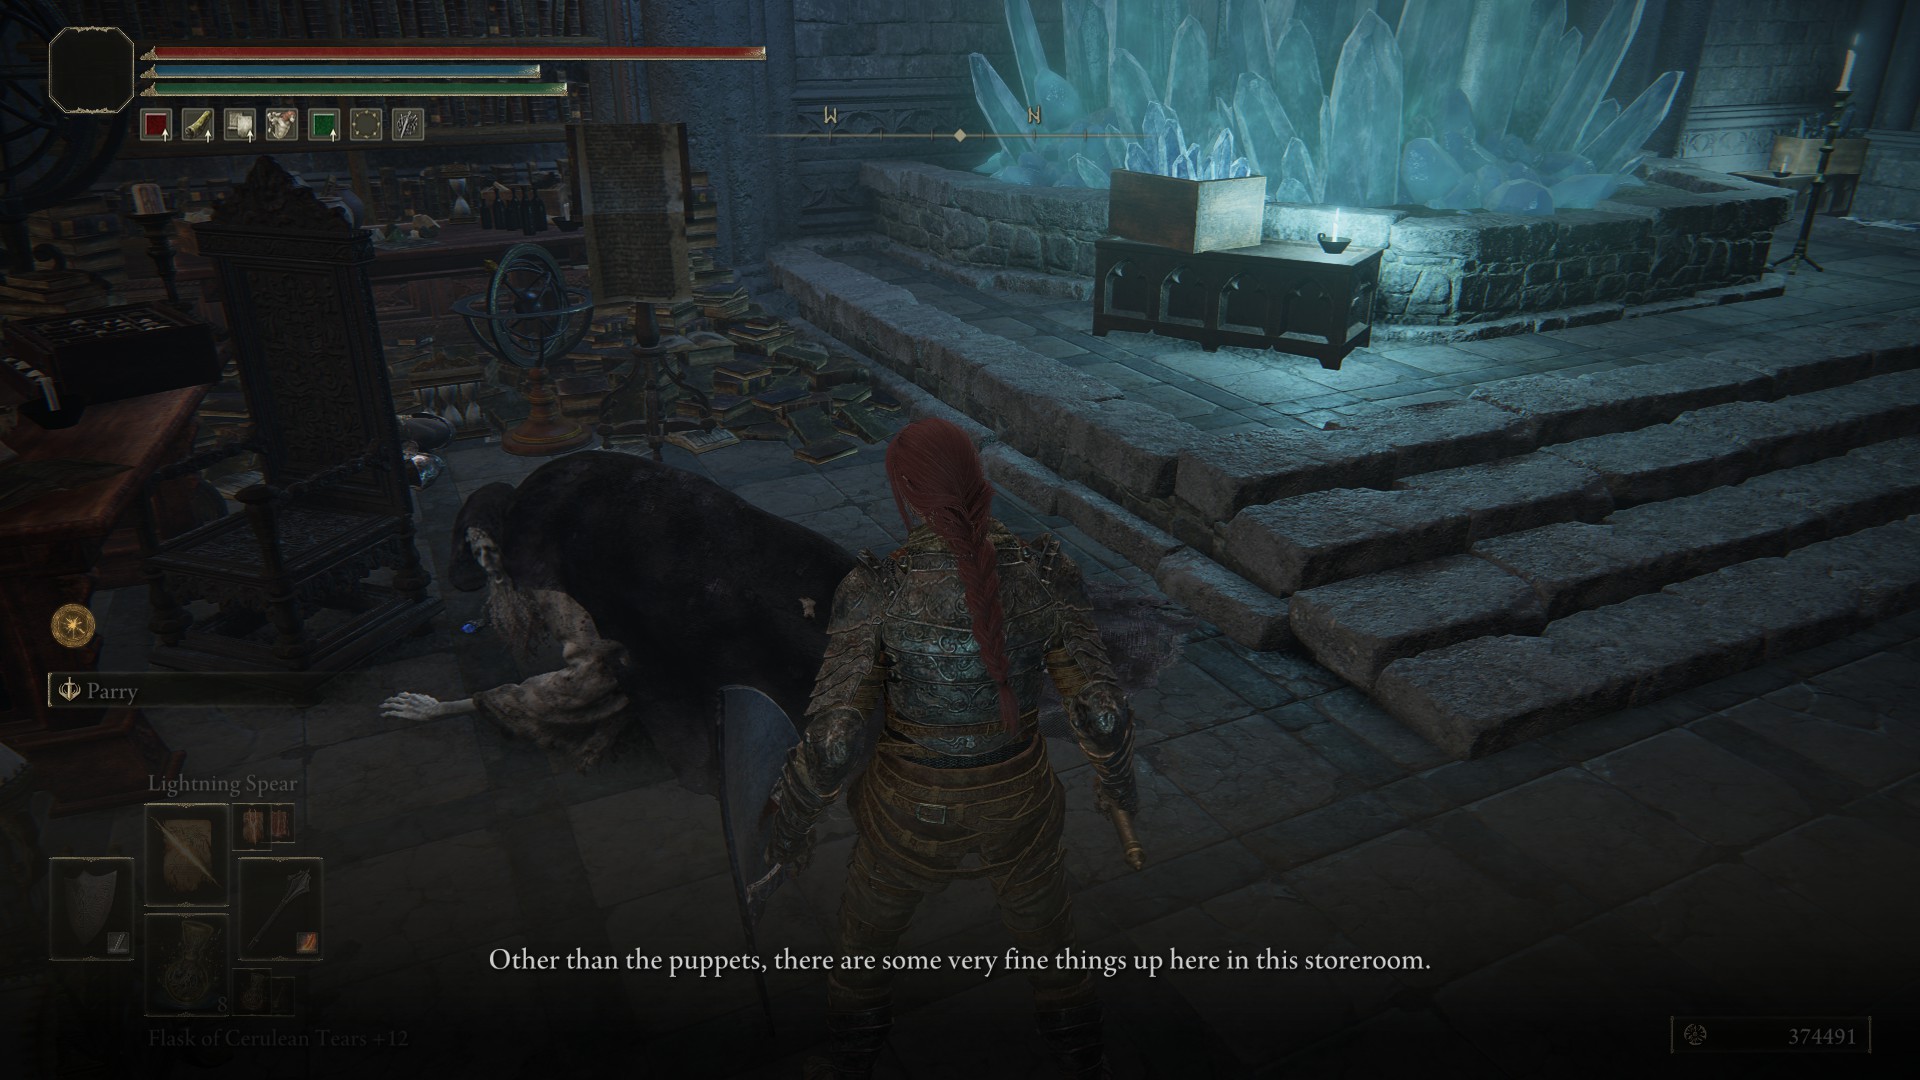 W N
Parry
Lightning Spear
8
Other than the puppets, there are some very fine things up here in this storeroom.
Flask of Cerulean Tears +12
374491